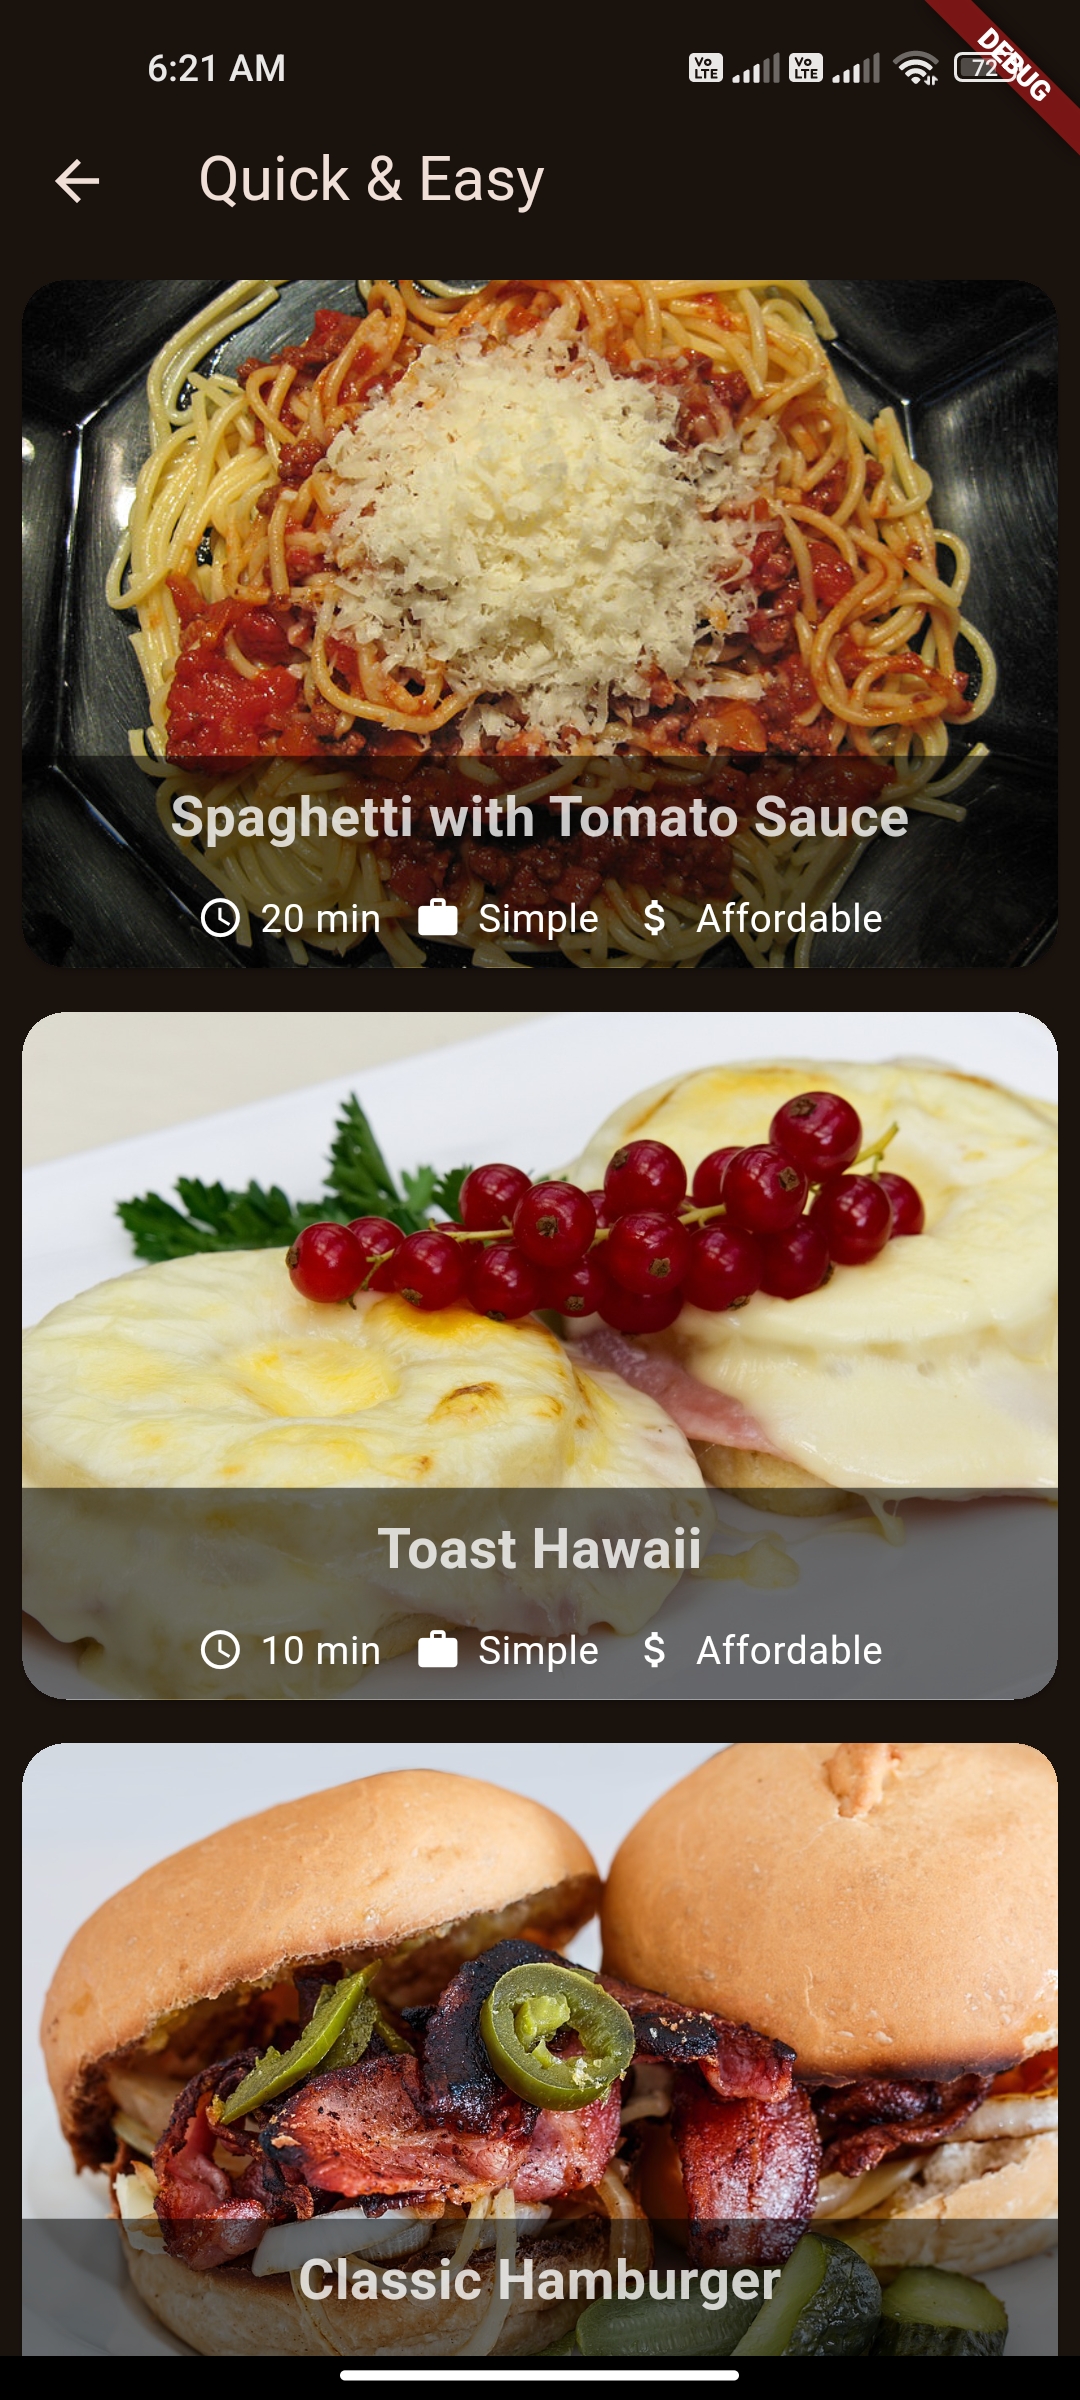 6:21 AM
Vo LTE Vo LTE 72
DEBUG
Quick & Easy
Spaghetti with Tomato Sauce
20 min Simple $ Affordable
Toast Hawaii
10 min Simple $ Affordable
Classic Hamburger